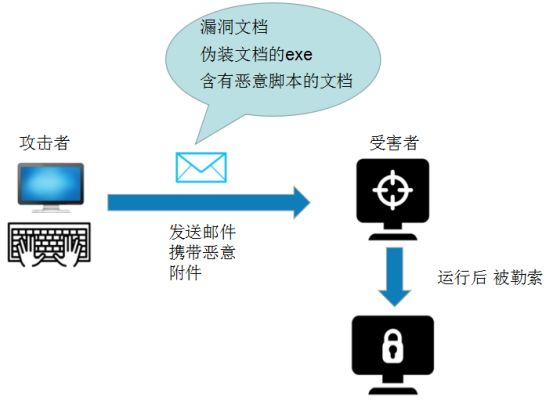 漏洞文档
伪装文档的exe
含有恶意脚本的文档
攻击者
受害者
发送邮件
携带恶意
附件
运行后 被勒索